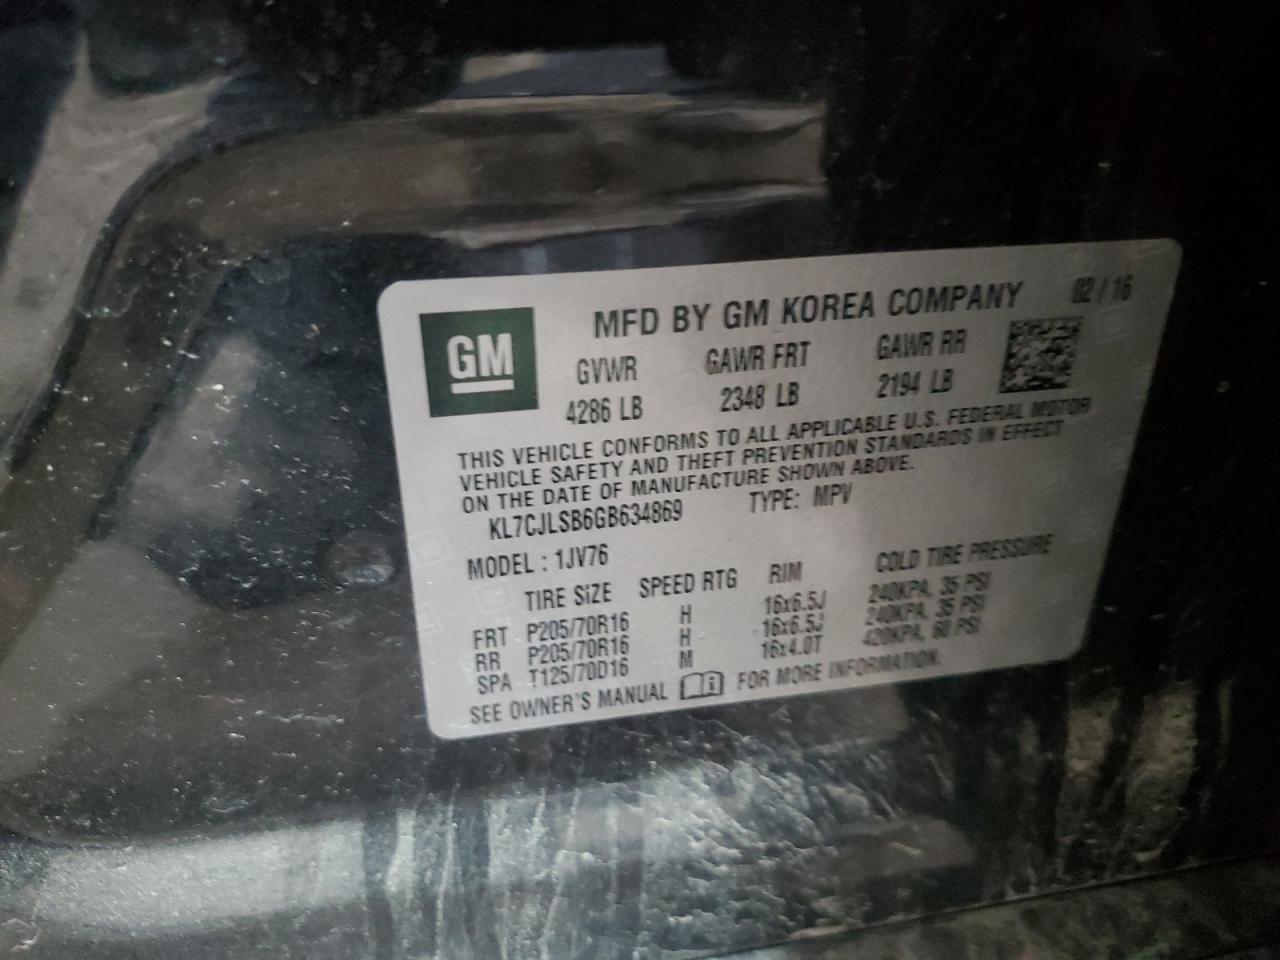 MFD BY GM KOREA COMPANY 02 / 16
GM
GVWR GAWR FRT GAWR RR
4286 LB 2348 LB 2194 LB
THIS VEHICLE CONFORMS TO ALL APPLICABLE U.S. FEDERAL MOTOR
VEHICLE SAFETY AND THEFT PREVENTION STANDARDS IN EFFECT
ON THE DATE OF MANUFACTURE SHOWN ABOVE.
KL7CJLSB6GB634869 TYPE: MPV
MODEL : 1JV76
TIRE SIZE SPEED RTG RIM COLD TIRE PRESSURE
FRT P205/70R16 H 16x6.5J 240KPA, 35 PSI
RR P205/70R16 H 16x6.5J 240KPA, 35 PSI
SPA T125/70D16 M 16x4.0T 420KPA, 60 PSI
SEE OWNER'S MANUAL FOR MORE INFORMATION.